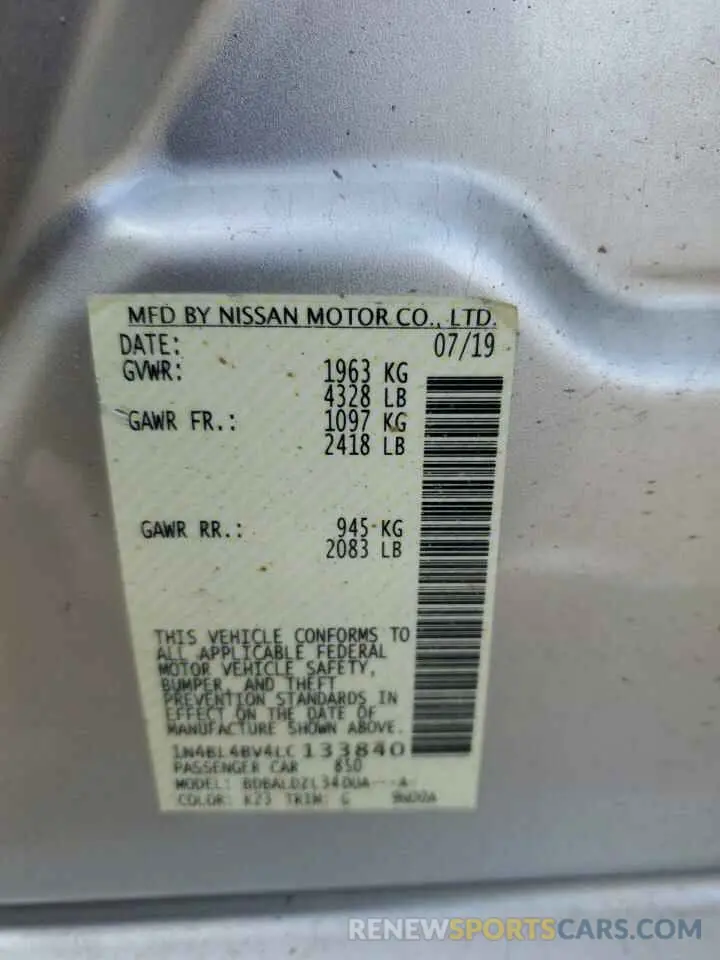 MFD BY NISSAN MOTOR CO., LTD.
DATE: 07/19
GVWR: 1963 KG
4328 LB
GAWR FR.: 1097 KG
2418 LB
GAWR RR.: 945 KG
2083 LB
THIS VEHICLE CONFORMS TO
ALL APPLICABLE FEDERAL
MOTOR VEHICLE SAFETY,
BUMPER, AND THEFT
PREVENTION STANDARDS IN
EFFECT ON THE DATE OF
MANUFACTURE SHOWN ABOVE.
1N4BL4BV4LC133840
PASSENGER CAR 850
MODEL:
COLOR: K23 TRIM: G
RENEWSPORTSCARS.COM